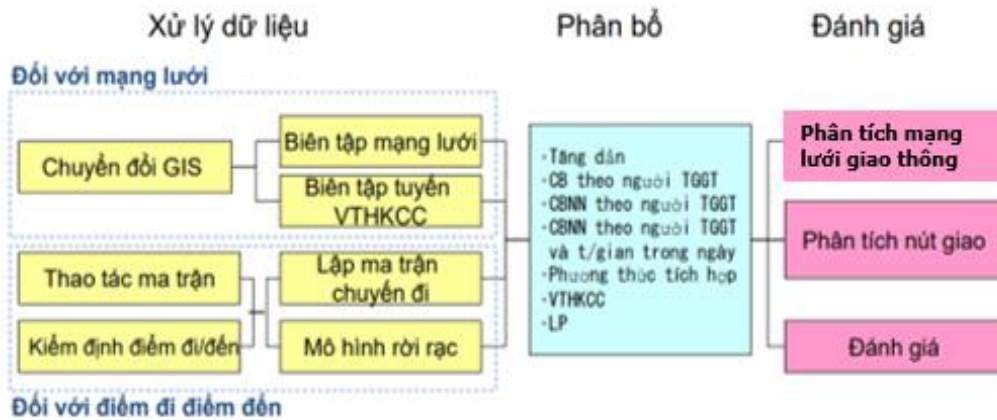 Xử lý dữ liệu
Phân bổ
Đánh giá
Đối với mạng lưới
Chuyển đổi GIS
Biên tập mạng lưới
Biên tập tuyến
VTHKCC
Thao tác ma trận
Kiểm định điểm đi/đến
Lập ma trận
chuyến đi
Mô hình rời rạc
Đối với điểm đi điểm đến
·Tăng dần
·CB theo người TGGT
·CBNN theo người TGGT
·CBNN theo người TGGT
và t/gian trong ngày
·Phương thức tích hợp
·VTHKCC
·LP
Phân tích mạng
lưới giao thông
Phân tích nút giao
Đánh giá